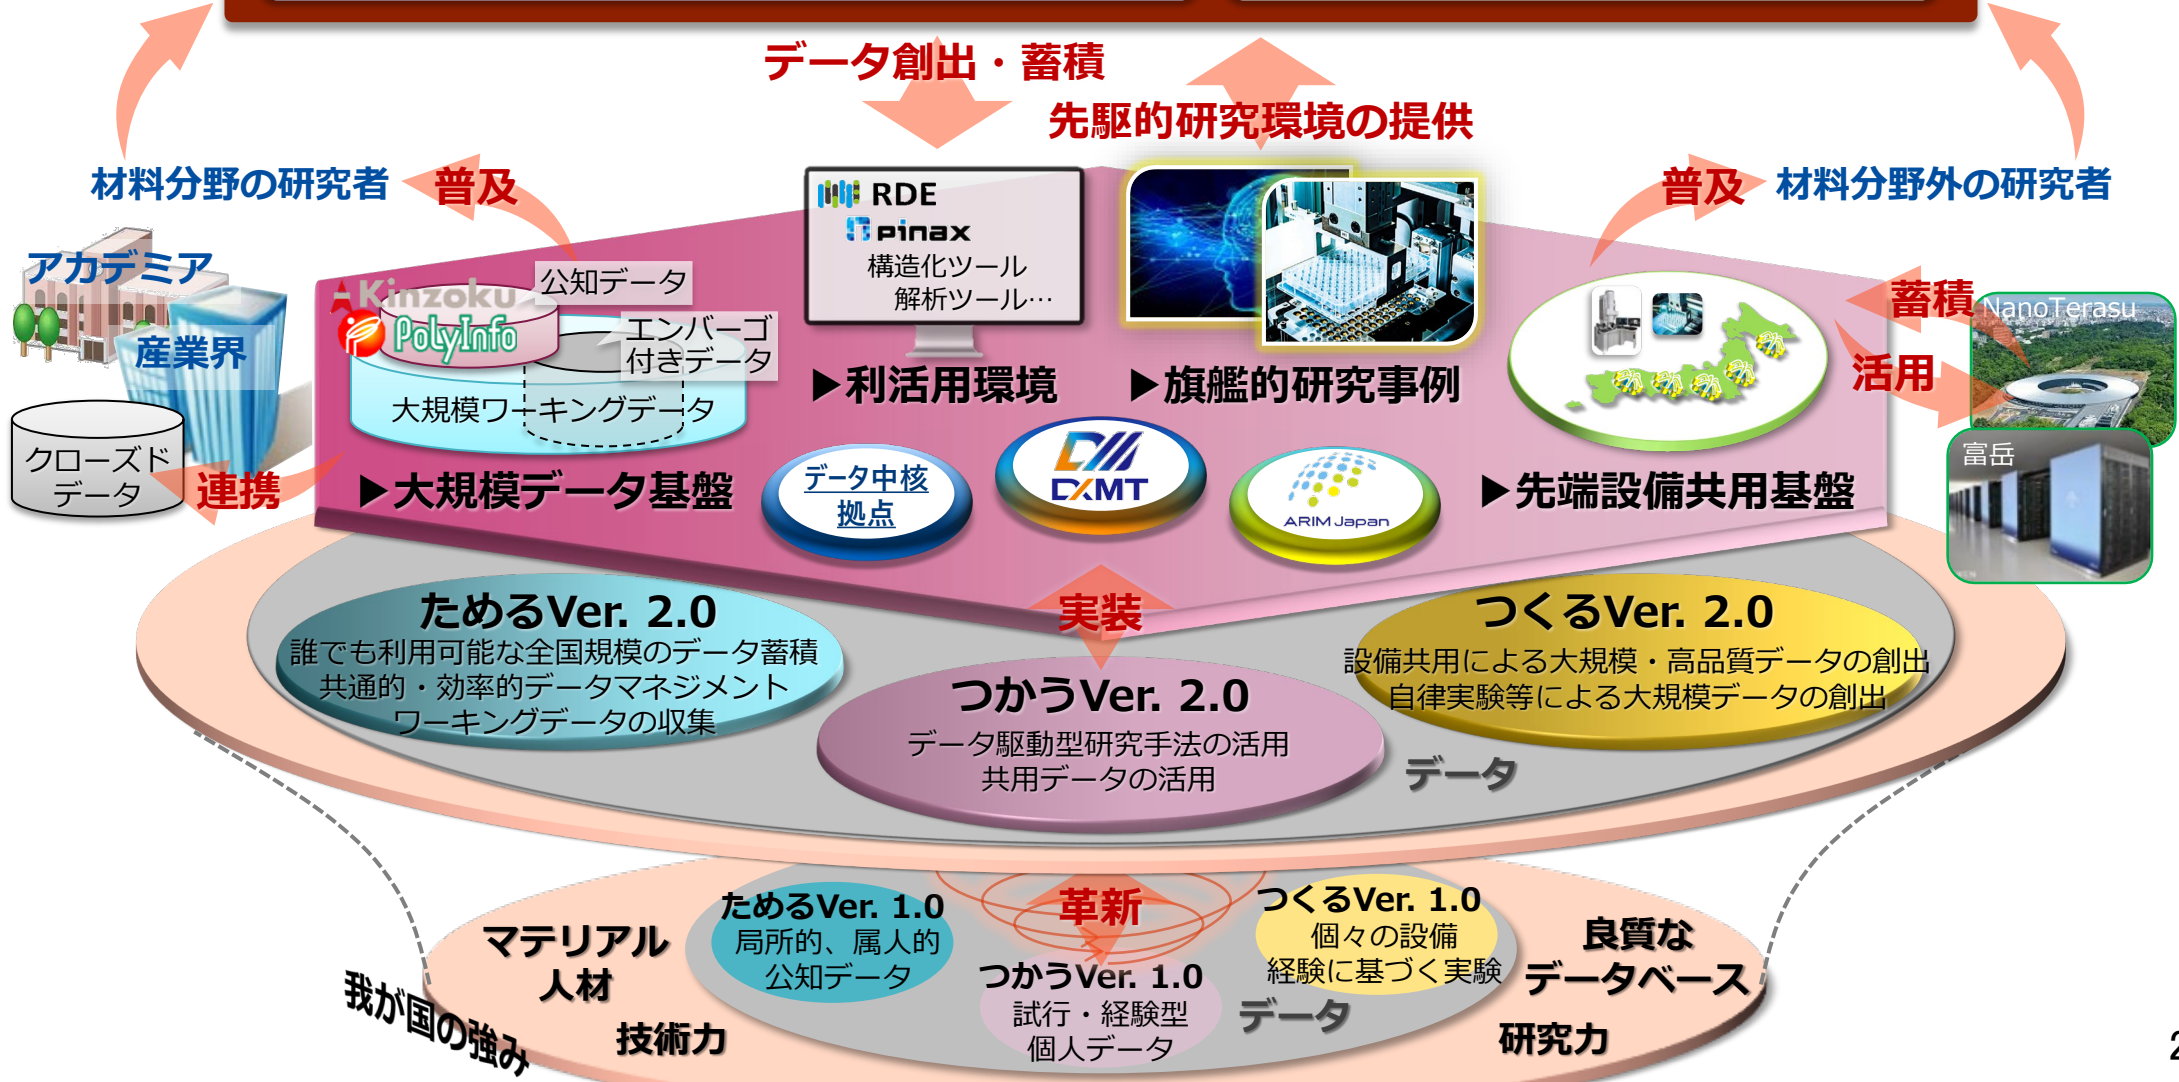 データ創出・蓄積
先駆的研究環境の提供
材料分野の研究者
普及
普及
材料分野外の研究者
RDE
pinax
構造化ツール
解析ツール…
アカデミア
産業界
クローズド
データ
連携
Kinzoku
PolyInfo
公知データ
エンバーゴ
付きデータ
大規模ワーキングデータ
▶大規模データ基盤
▶利活用環境
▶旗艦的研究事例
データ中核
拠点
DXMT
ARIM Japan
▶先端設備共用基盤
蓄積
活用
NanoTerasu
富岳
実装
ためるVer. 2.0
誰でも利用可能な全国規模のデータ蓄積
共通的・効率的データマネジメント
ワーキングデータの収集
つかうVer. 2.0
データ駆動型研究手法の活用
共用データの活用
つくるVer. 2.0
設備共用による大規模・高品質データの創出
自律実験等による大規模データの創出
データ
革新
ためるVer. 1.0
局所的、属人的
公知データ
つかうVer. 1.0
試行・経験型
個人データ
つくるVer. 1.0
個々の設備
経験に基づく実験
データ
マテリアル
人材
技術力
良質な
データベース
研究力
我が国の強み
2